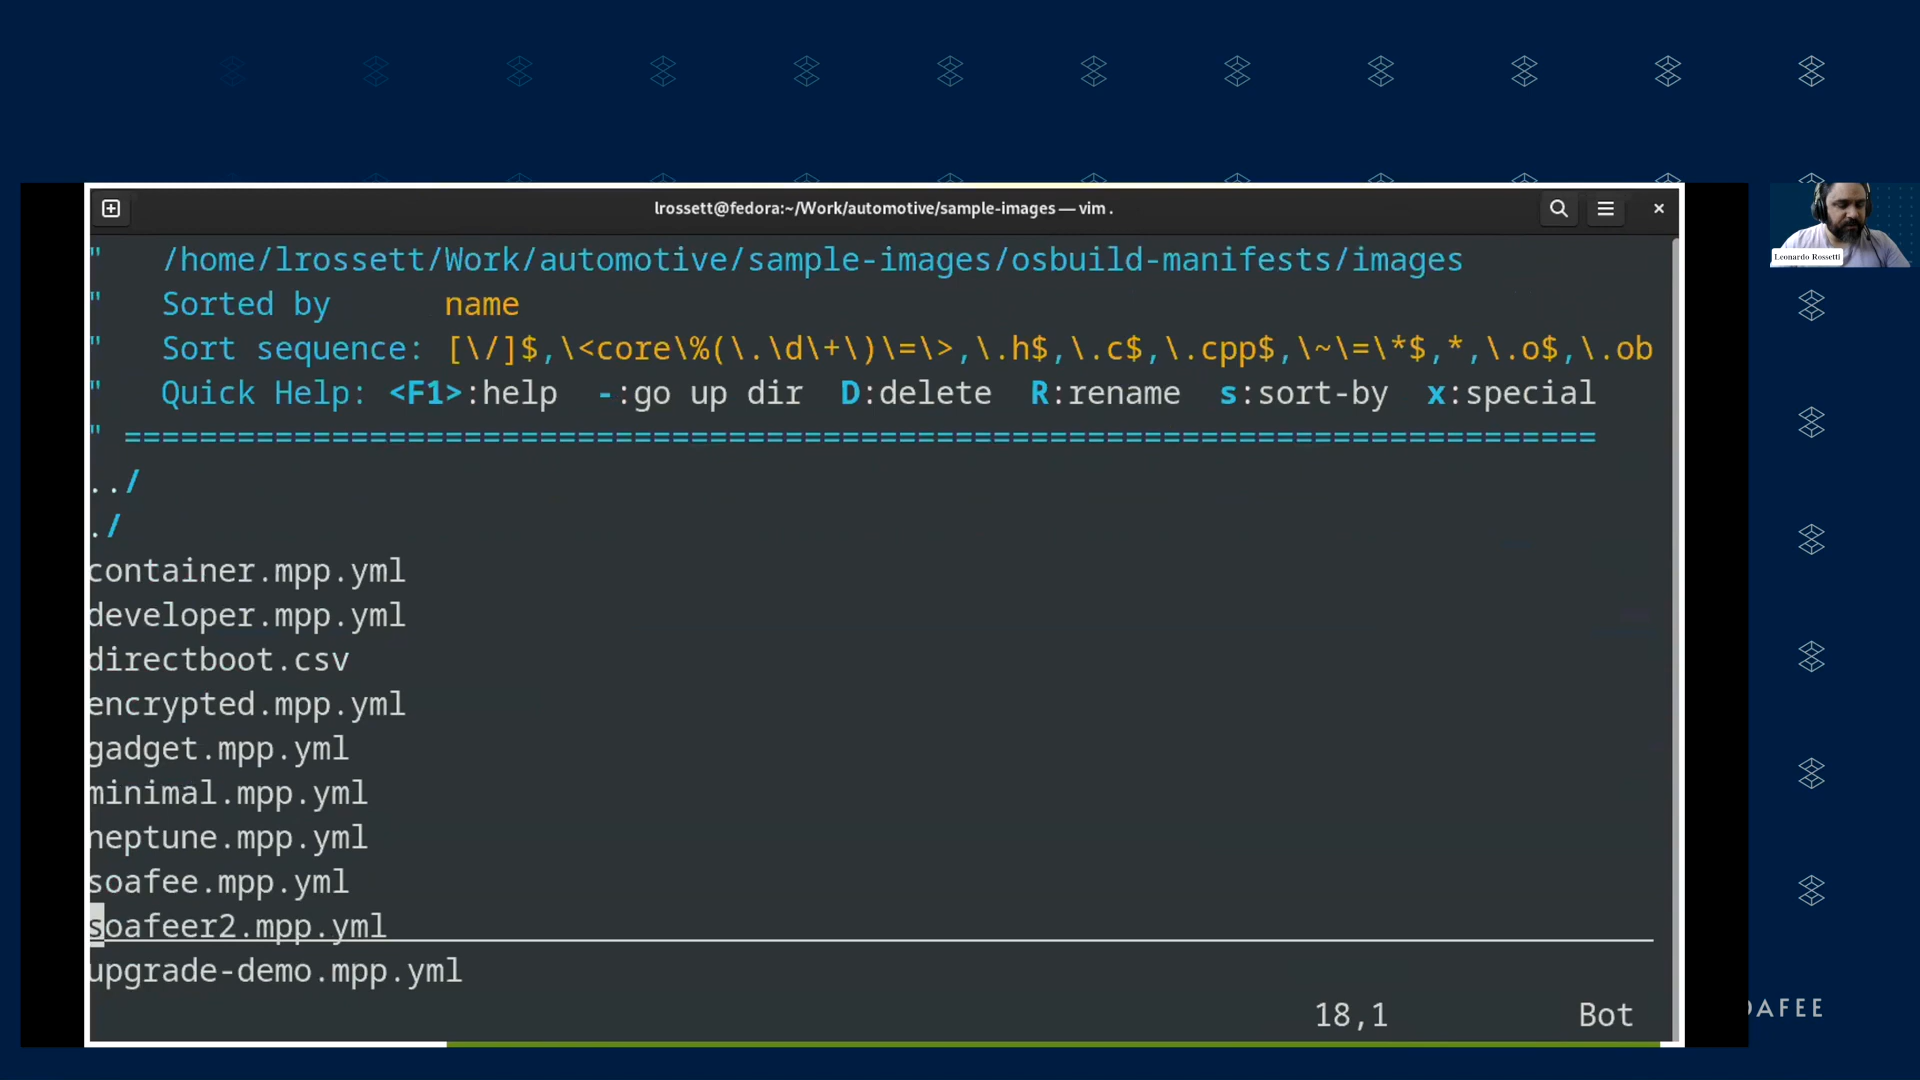 lrossett@fedora:~/Work/automotive/sample-images — vim .
"   /home/lrossett/Work/automotive/sample-images/osbuild-manifests/images
"   Sorted by      name
"   Sort sequence: [\/]$,\<core\%(\.\d\+\)\=\>,\.h$,\.c$,\.cpp$,\~\=\*$,*,\.o$,\.ob
"   Quick Help: <F1>:help  -:go up dir  D:delete  R:rename  s:sort-by  x:special
" ==============================================================================
../
./
container.mpp.yml
developer.mpp.yml
directboot.csv
encrypted.mpp.yml
gadget.mpp.yml
minimal.mpp.yml
neptune.mpp.yml
soafee.mpp.yml
soafeer2.mpp.yml
upgrade-demo.mpp.yml
18,1 Bot
Leonardo Rossetti
OAFEE